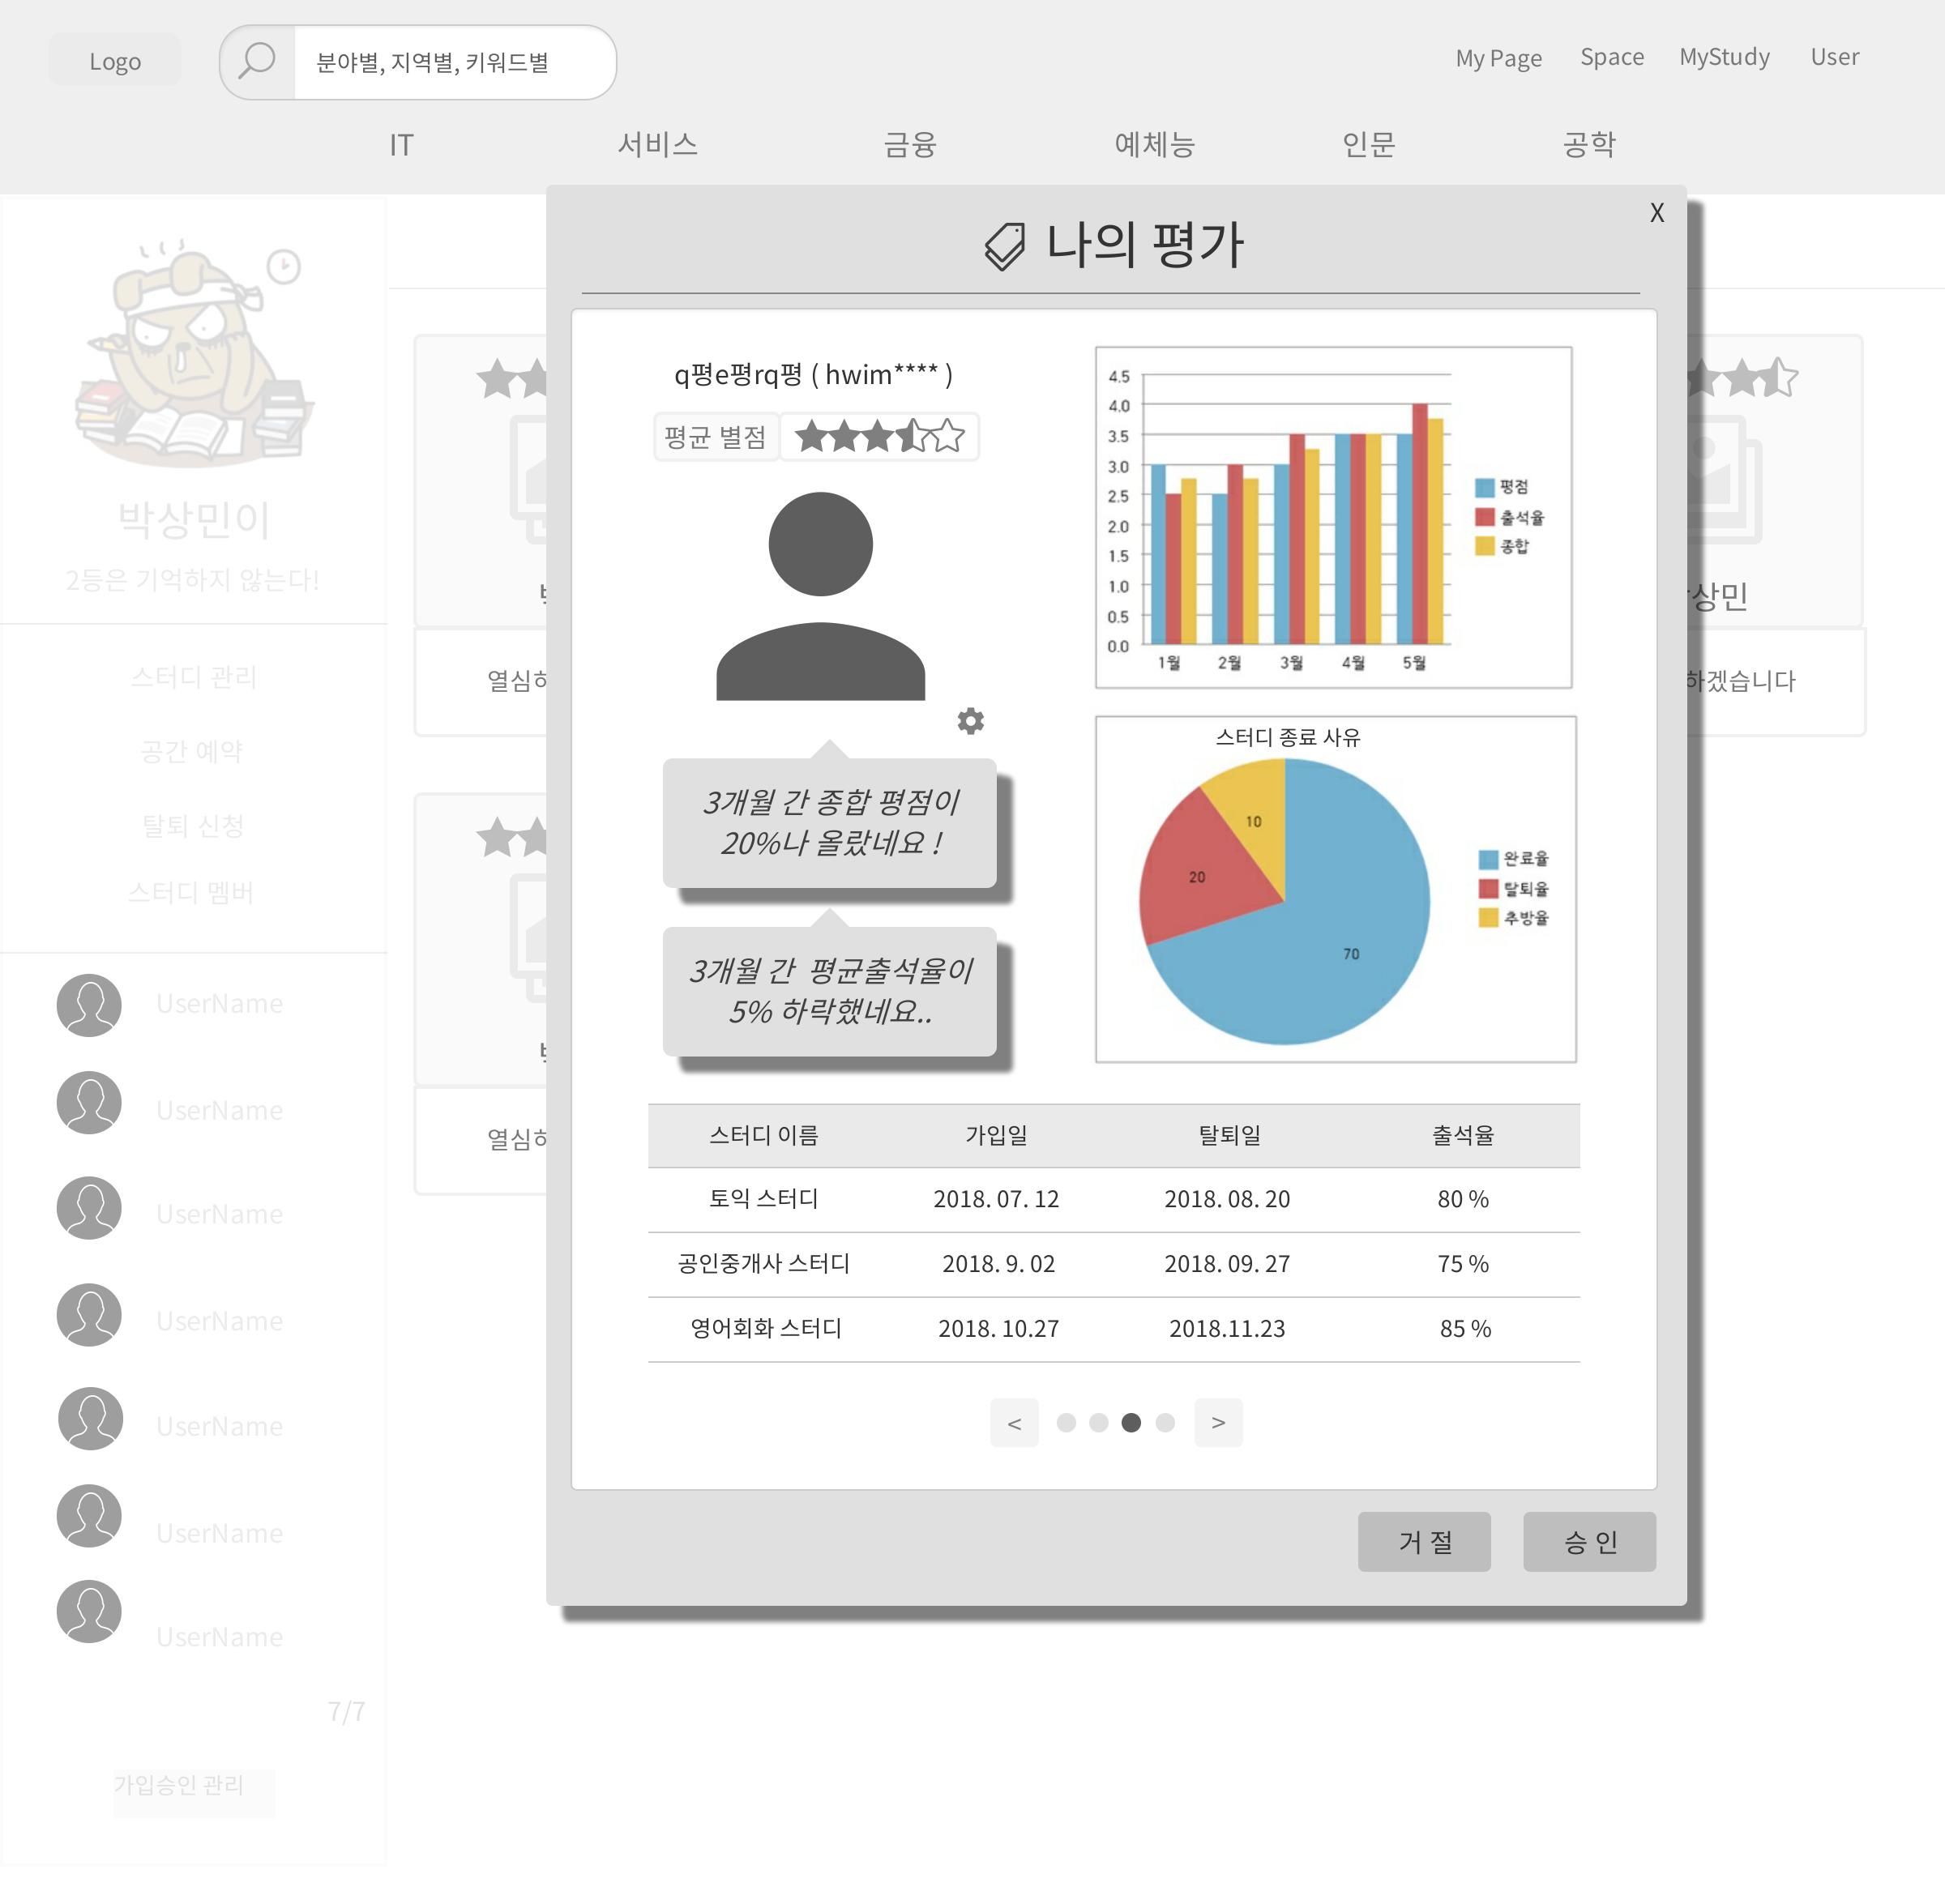 Logo
분야별, 지역별, 키워드별
My Page Space MyStudy User
IT 서비스 금융 예체능 인문 공학
X
나의 평가
박상민이
2등은 기억하지 않는다!
스터디 관리
공간 예약
탈퇴 신청
스터디 멤버
UserName
UserName
UserName
UserName
UserName
UserName
UserName
7/7
가입승인 관리
q평e평rq평 ( hwim**** )
평균 별점
3개월 간 종합 평점이
20%나 올랐네요 !
3개월 간 평균출석율이
5% 하락했네요..
4.5
4.0
3.5
3.0
2.5
2.0
1.5
1.0
0.5
0.0
1월 2월 3월 4월 5월
평점
출석율
종합
스터디 종료 사유
10
20
70
완료율
탈퇴율
추방율
상민
하겠습니다
열심히
열심히
스터디 이름 가입일 탈퇴일 출석율
토익 스터디 2018. 07. 12 2018. 08. 20 80 %
공인중개사 스터디 2018. 9. 02 2018. 09. 27 75 %
영어회화 스터디 2018. 10.27 2018.11.23 85 %
< >
거 절 승 인